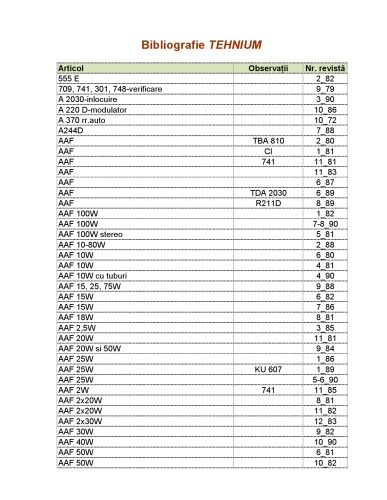 Bibliografie TEHNIUM
Articol Observații Nr. revistă
555 E 2_82
709, 741, 301, 748-verificare 9_79
A 2030-inlocuire 3_90
A 220 D-modulator 10_86
A 370 rr.auto 10_72
A244D 7_88
AAF TBA 810 2_80
AAF CI 1_81
AAF 741 11_81
AAF 11_83
AAF 6_87
AAF TDA 2030 6_89
AAF R211D 8_89
AAF 100W 1_82
AAF 100W 7-8_90
AAF 100W stereo 5_81
AAF 10-80W 2_88
AAF 10W 6_80
AAF 10W 4_81
AAF 10W cu tuburi 4_90
AAF 15, 25, 75W 9_88
AAF 15W 6_82
AAF 15W 7_86
AAF 18W 8_81
AAF 2,5W 3_85
AAF 20W 11_81
AAF 20W si 50W 9_84
AAF 25W 1_86
AAF 25W KU 607 1_89
AAF 25W 5-6_90
AAF 2W 741 11_85
AAF 2x20W 8_81
AAF 2x20W 11_82
AAF 2x30W 12_83
AAF 30W 9_82
AAF 40W 10_90
AAF 50W 6_81
AAF 50W 10_82